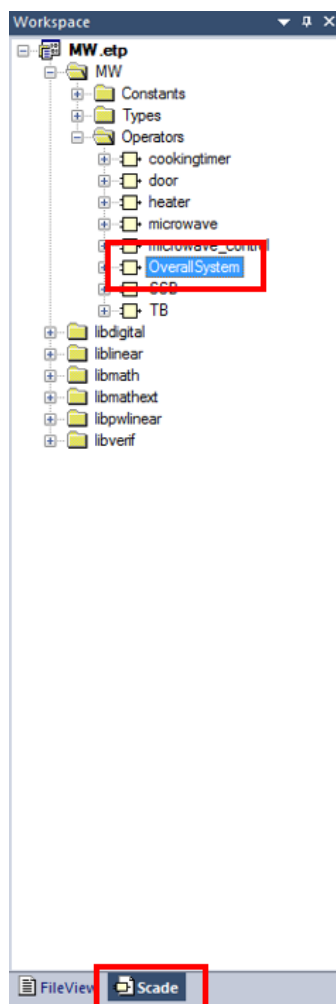 Workspace
MW.etp
MW
Constants
Types
Operators
cookingtimer
door
heater
microwave
microwave_control
OverallSystem
SSB
TB
libdigital
liblinear
libmath
libmathext
libpwlinear
libverif
FileView
Scade